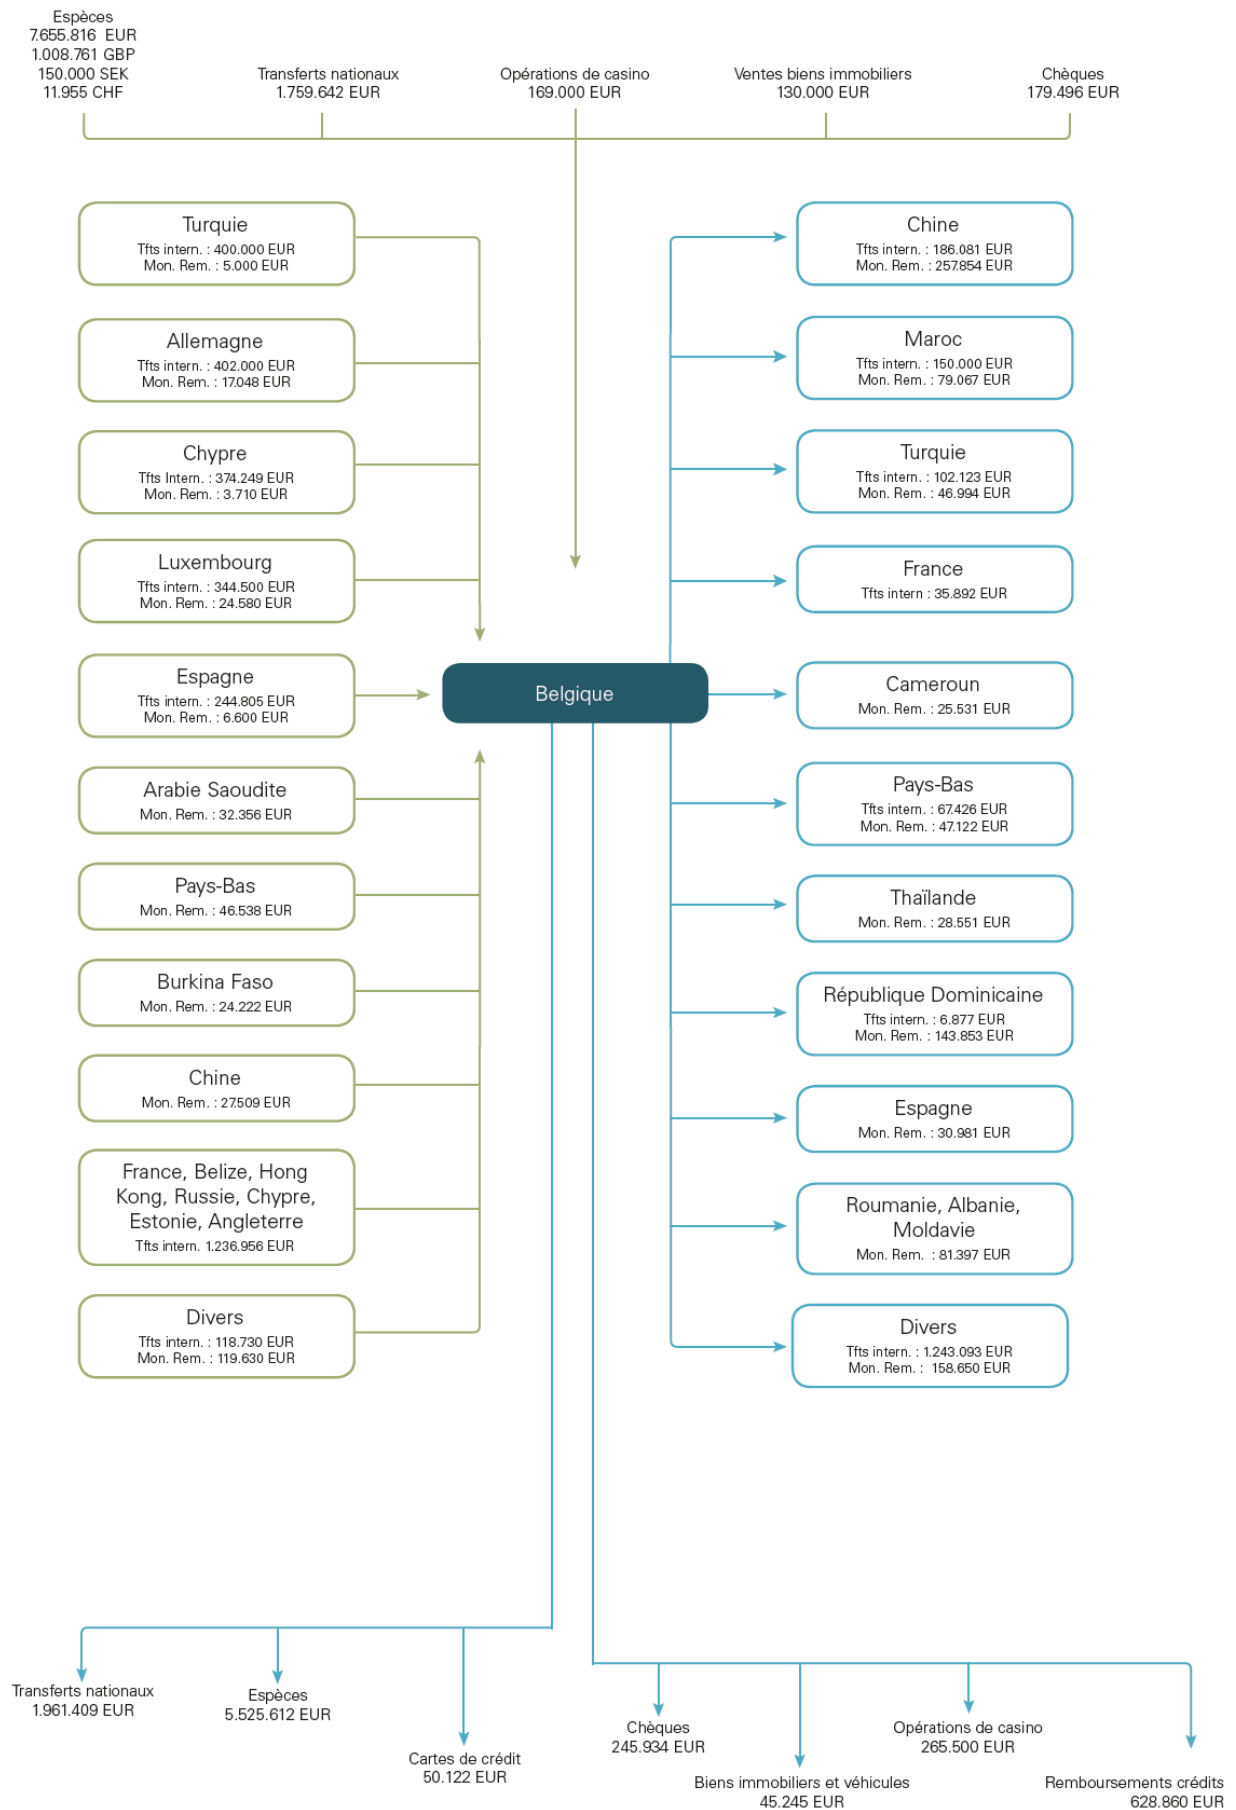 Espèces
7.655.816 EUR
1.008.761 GBP
150.000 SEK
11.955 CHF
Transferts nationaux
1.759.642 EUR
Opérations de casino
169.000 EUR
Ventes biens immobiliers
130.000 EUR
Chèques
179.496 EUR
Turquie
Tfts intern. : 400.000 EUR
Mon. Rem. : 5.000 EUR
Allemagne
Tfts intern. : 402.000 EUR
Mon. Rem. : 17.048 EUR
Chypre
Tfts Intern. : 374.249 EUR
Mon. Rem. : 3.710 EUR
Luxembourg
Tfts intern. : 344.500 EUR
Mon. Rem. : 24.580 EUR
Espagne
Tfts intern. : 244.805 EUR
Mon. Rem. : 6.600 EUR
Arabie Saoudite
Mon. Rem. : 32.356 EUR
Pays-Bas
Mon. Rem. : 46.538 EUR
Burkina Faso
Mon. Rem. : 24.222 EUR
Chine
Mon. Rem. : 27.509 EUR
France, Belize, Hong
Kong, Russie, Chypre,
Estonie, Angleterre
Tfts intern. 1.236.956 EUR
Divers
Tfts intern. : 118.730 EUR
Mon. Rem. : 119.630 EUR
Belgique
Chine
Tfts intern. : 186.081 EUR
Mon. Rem. : 257.854 EUR
Maroc
Tfts intern. : 150.000 EUR
Mon. Rem. : 79.067 EUR
Turquie
Tfts intern. : 102.123 EUR
Mon. Rem. : 46.994 EUR
France
Tfts intern : 35.892 EUR
Cameroun
Mon. Rem. : 25.531 EUR
Pays-Bas
Tfts intern. : 67.426 EUR
Mon. Rem. : 47.122 EUR
Thaïlande
Mon. Rem. : 28.551 EUR
République Dominicaine
Tfts intern. : 6.877 EUR
Mon. Rem. : 143.853 EUR
Espagne
Mon. Rem. : 30.981 EUR
Roumanie, Albanie,
Moldavie
Mon. Rem. : 81.397 EUR
Divers
Tfts intern. : 1.243.093 EUR
Mon. Rem. : 158.650 EUR
Transferts nationaux
1.961.409 EUR
Espèces
5.525.612 EUR
Cartes de crédit
50.122 EUR
Chèques
245.934 EUR
Biens immobiliers et véhicules
45.245 EUR
Opérations de casino
265.500 EUR
Remboursements crédits
628.860 EUR